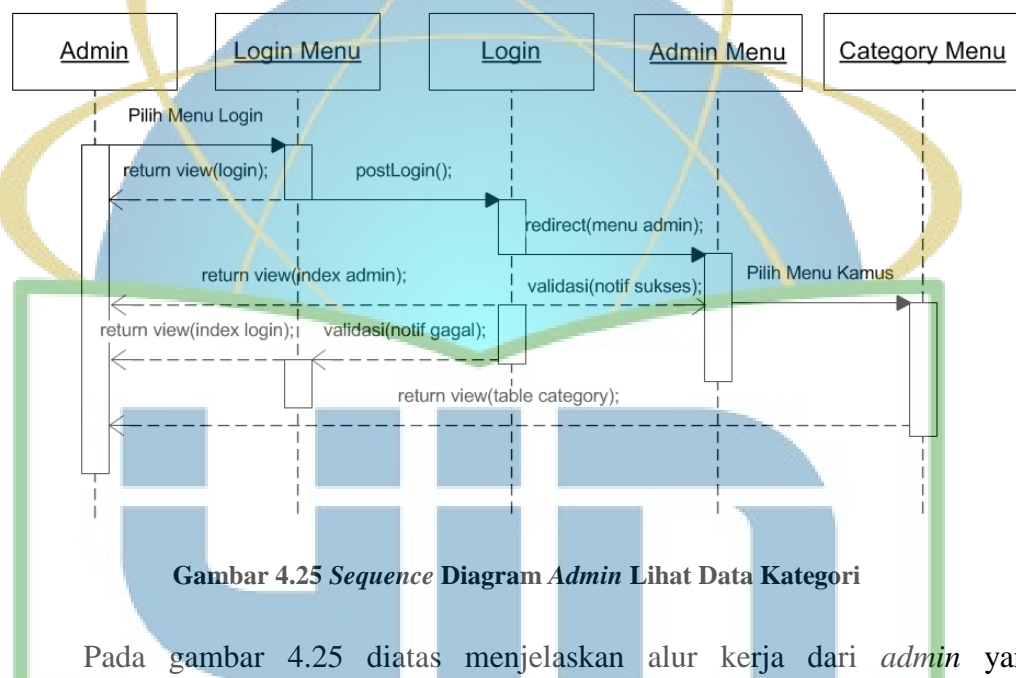 Admin
Login Menu
Login
Admin Menu
Category Menu
Pilih Menu Login
return view(login);
postLogin();
redirect(menu admin);
return view(index admin);
validasi(notif sukses);
Pilih Menu Kamus
return view(index login);
validasi(notif gagal);
return view(table category);
Gambar 4.25 Sequence Diagram Admin Lihat Data Kategori
Pada gambar 4.25 diatas menjelaskan alur kerja dari admin